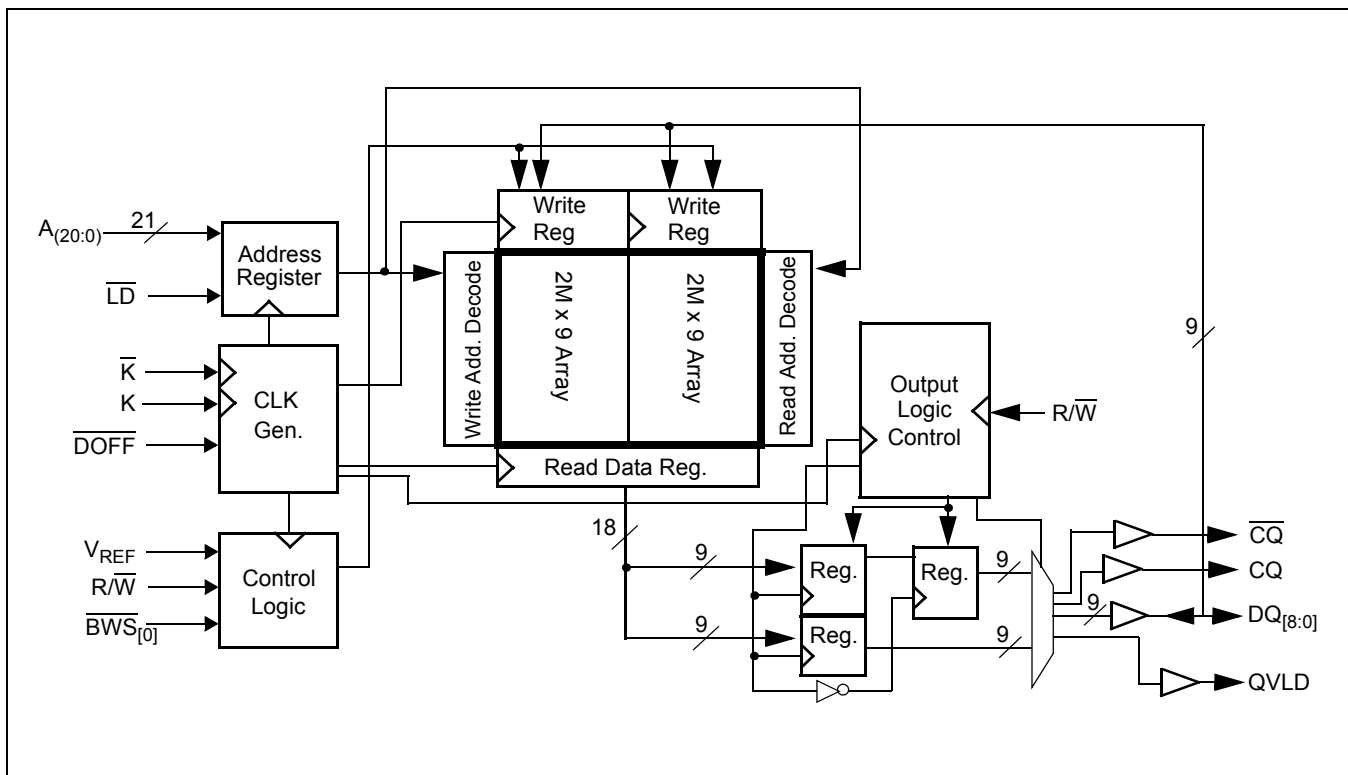 A(20:0)
21
LD
Address
Register
K
K
DOFF
CLK
Gen.
VREF
R/W
BWS[0]
Control
Logic
Write
Reg
Write
Reg
Write Add. Decode
2M x 9 Array
2M x 9 Array
Read Add. Decode
Read Data Reg.
18
9
9
Output
Logic
Control
R/W
Reg.
Reg.
Reg.
9
9
9
9
CQ
CQ
DQ[8:0]
QVLD